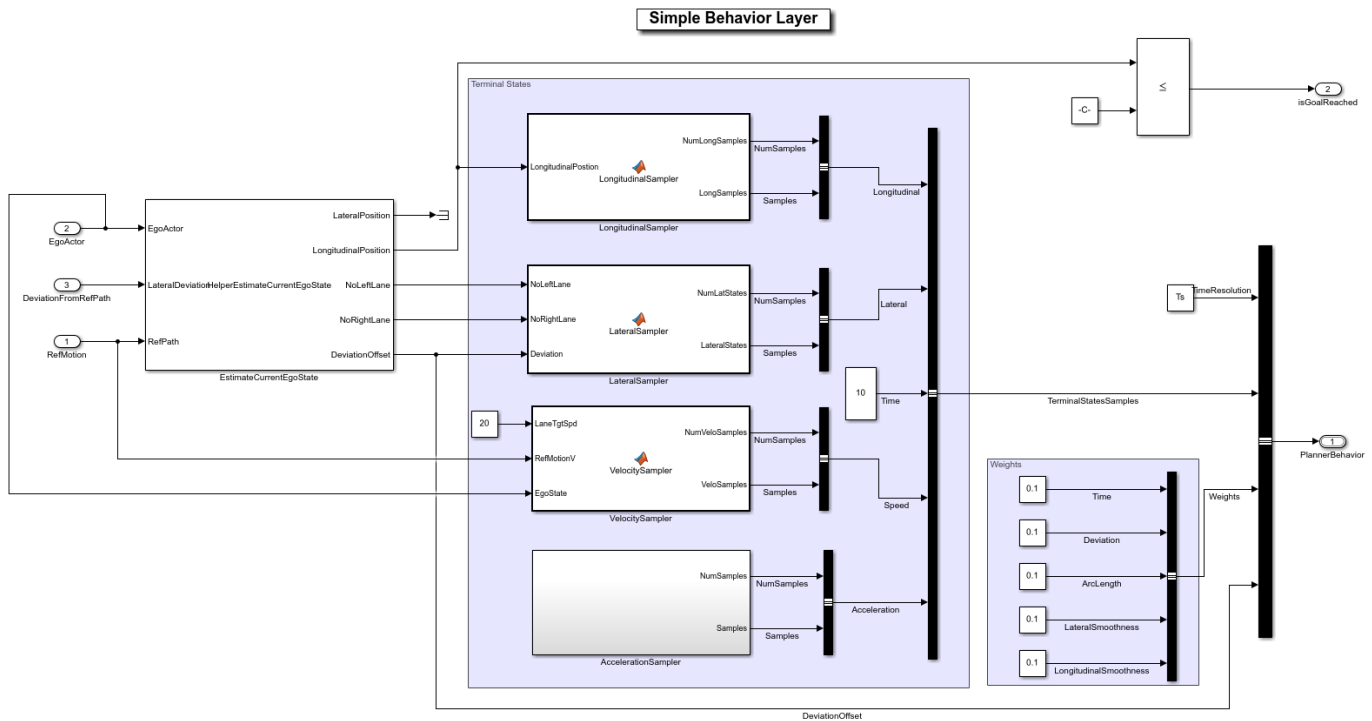 Simple Behavior Layer
Terminal States
≤
-C-
2
isGoalReached
LongitudinalPostion
LongitudinalSampler
NumLongSamples
LongSamples
LongitudinalSampler
NumSamples
Samples
Longitudinal
2
EgoActor
3
DeviationFromRefPath
1
RefMotion
EgoActor
LateralDeviation
HelperEstimateCurrentEgoState
RefPath
LateralPosition
LongitudinalPosition
NoLeftLane
NoRightLane
DeviationOffset
EstimateCurrentEgoState
NoLeftLane
NoRightLane
Deviation
LateralSampler
NumLatStates
LateralStates
LateralSampler
NumSamples
Samples
Lateral
10
Time
20
LaneTgtSpd
RefMotionV
EgoState
VelocitySampler
NumVeloSamples
VeloSamples
VelocitySampler
NumSamples
Samples
Speed
NumSamples
Samples
AccelerationSampler
NumSamples
Samples
Acceleration
Ts
TimeResolution
TerminalStatesSamples
Weights
0.1
Time
0.1
Deviation
0.1
ArcLength
0.1
LateralSmoothness
0.1
LongitudinalSmoothness
Weights
1
PlannerBehavior
DeviationOffset